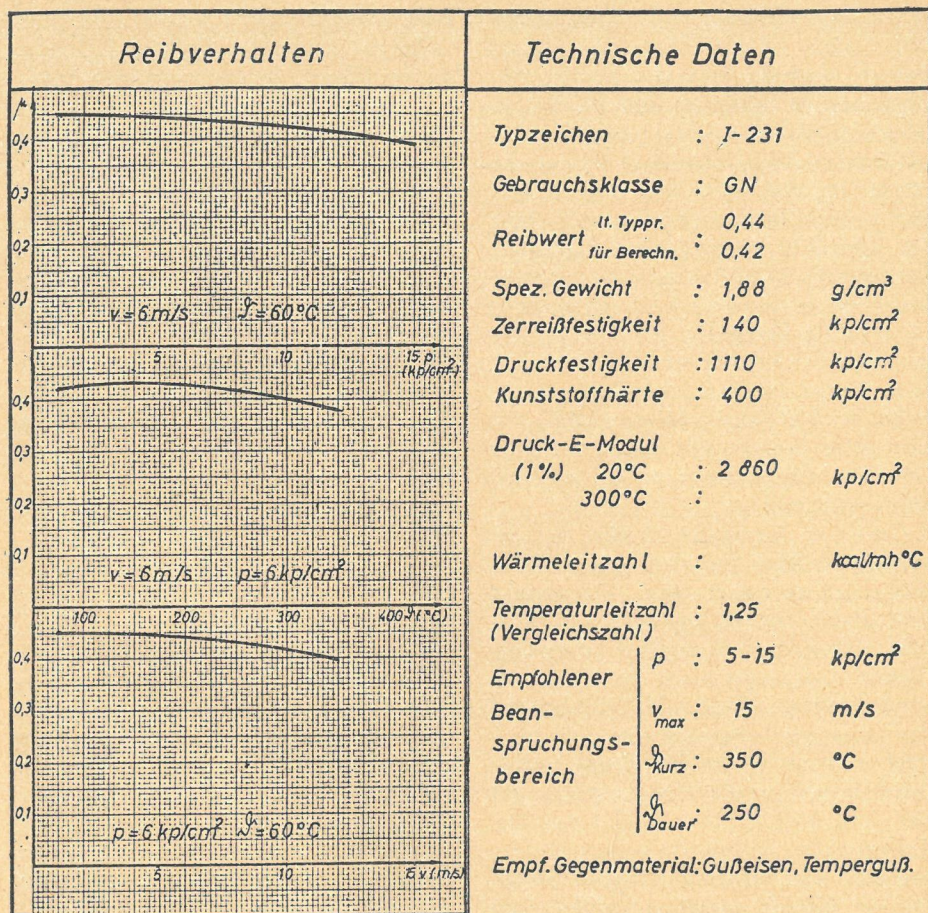 Reibverhalten
μ
0,4
0,3
0,2
0,1
v = 6 m/s ϑ = 60°C
5 10 15 p
(kp/cm²)
0,4
0,3
0,2
0,1
v = 6 m/s p = 6 kp/cm²
100 200 300 400 ϑ (°C)
0,4
0,3
0,2
0,1
p = 6 kp/cm² ϑ = 60°C
5 10 15 v (m/s)
Technische Daten
Typzeichen : I-231
Gebrauchsklasse : GN
Reibwert lt. Typpr. : 0,44
für Berechn. 0,42
Spez. Gewicht : 1,88 g/cm³
Zerreißfestigkeit : 140 kp/cm²
Druckfestigkeit : 1110 kp/cm²
Kunststoffhärte : 400 kp/cm²
Druck-E-Modul
(1%) 20°C : 2 860 kp/cm²
300°C :
Wärmeleitzahl : kcal/mh°C
Temperaturleitzahl : 1,25
(Vergleichszahl)
Empfohlener
Bean-
spruchungs-
bereich
p : 5-15 kp/cm²
v max : 15 m/s
ϑ Kurz : 350 °C
ϑ Dauer : 250 °C
Empf. Gegenmaterial: Gußeisen, Temperguß.